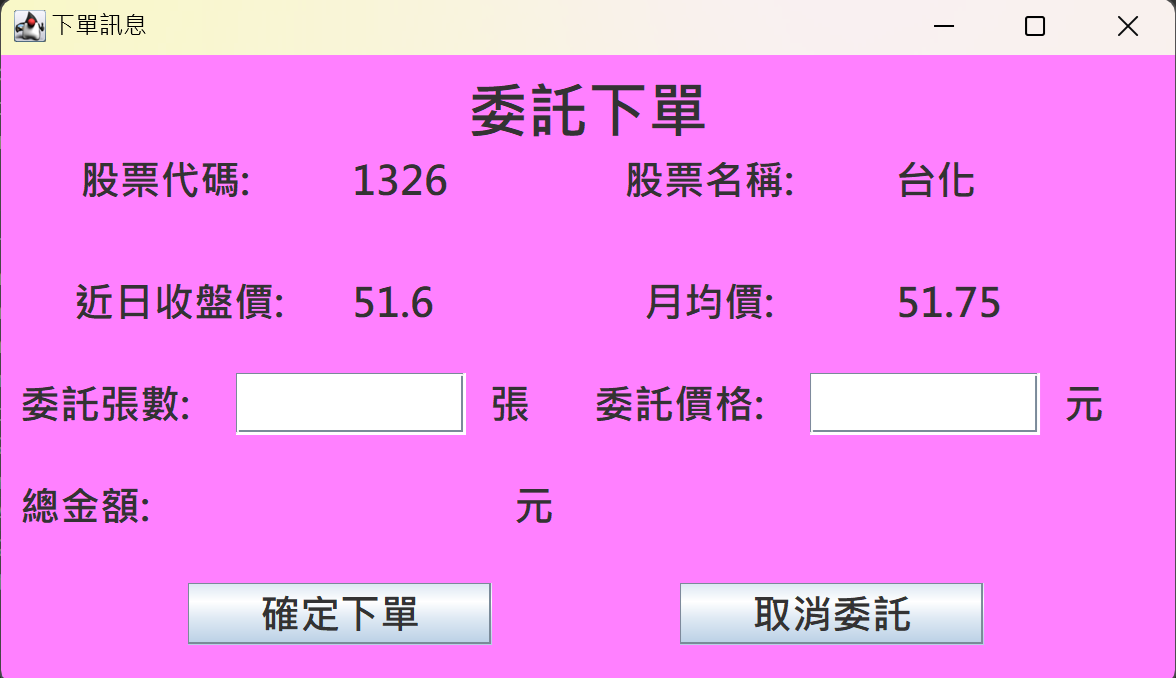 下單訊息
委託下單
股票代碼: 1326 股票名稱: 台化
近日收盤價: 51.6 月均價: 51.75
委託張數: 張 委託價格: 元
總金額: 元
確定下單 取消委託